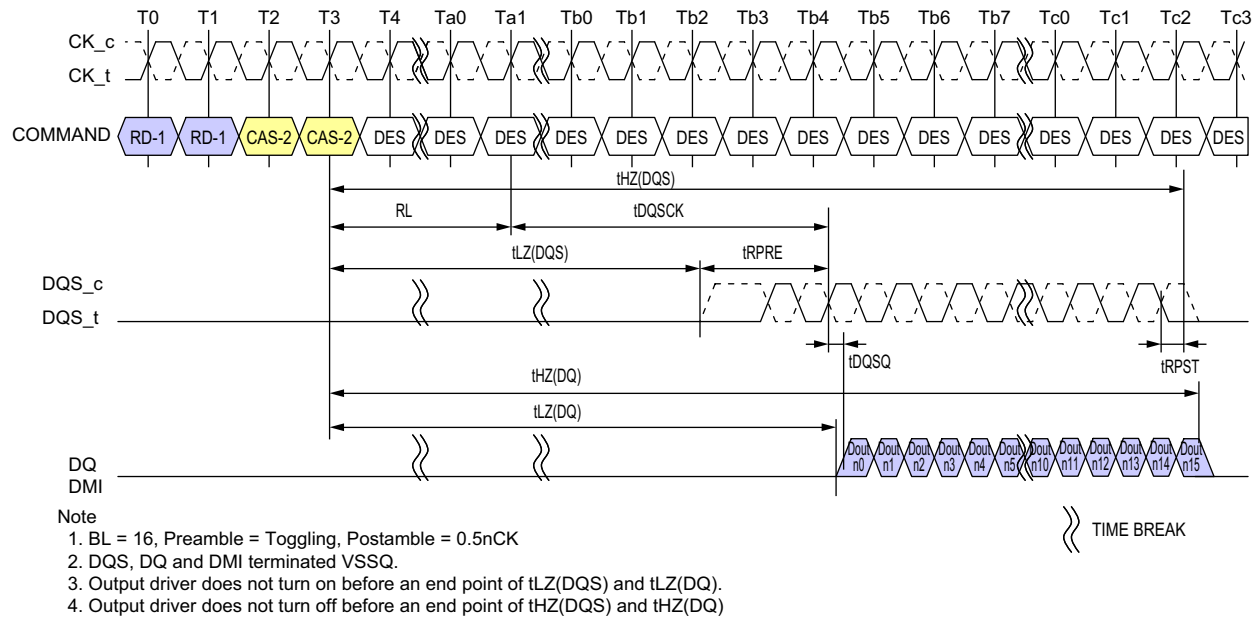 T0 T1 T2 T3 T4 Ta0 Ta1 Tb0 Tb1 Tb2 Tb3 Tb4 Tb5 Tb6 Tb7 Tc0 Tc1 Tc2 Tc3
CK_c
CK_t
COMMAND RD-1 RD-1 CAS-2 CAS-2 DES DES DES DES DES DES DES DES DES DES DES DES DES DES DES
tHZ(DQS)
RL tDQSCK
tLZ(DQS) tRPRE
DQS_c
DQS_t
tDQSQ tRPST
tHZ(DQ)
tLZ(DQ)
Dout Dout Dout Dout Dout Dout Dout Dout Dout Dout Dout Dout
n0 n1 n2 n3 n4 n5 n10 n11 n12 n13 n14 n15
DQ
DMI
Note
1. BL = 16, Preamble = Toggling, Postamble = 0.5nCK
2. DQS, DQ and DMI terminated VSSQ.
3. Output driver does not turn on before an end point of tLZ(DQS) and tLZ(DQ).
4. Output driver does not turn off before an end point of tHZ(DQS) and tHZ(DQ)
TIME BREAK